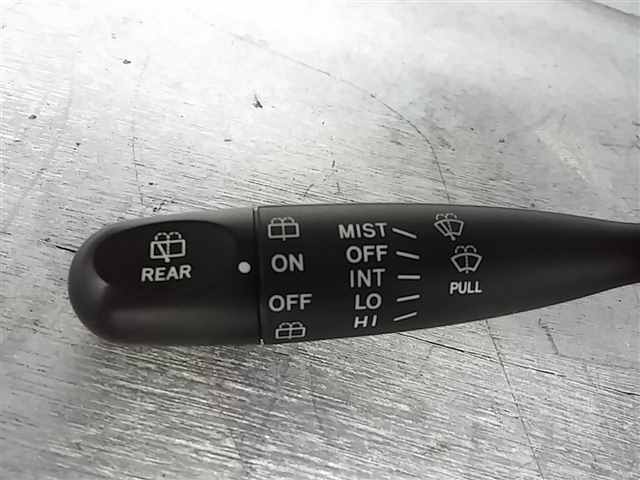 REAR
ON
OFF
MIST
OFF
INT
LO
HI
PULL